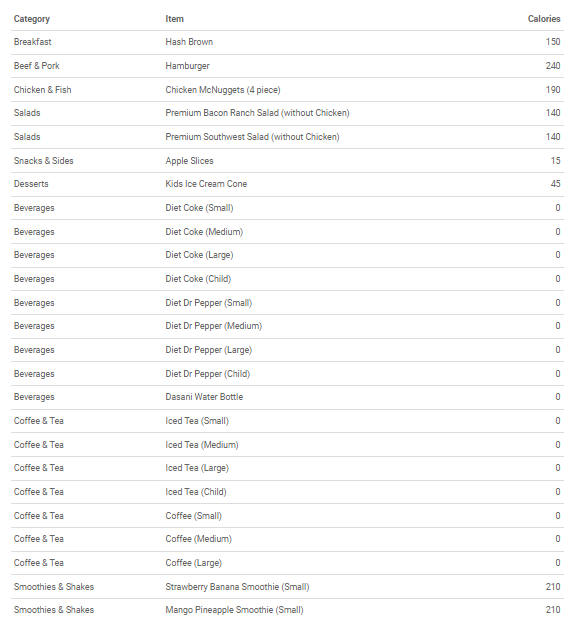 Category Item Calories
Breakfast Hash Brown 150
Beef & Pork Hamburger 240
Chicken & Fish Chicken McNuggets (4 piece) 190
Salads Premium Bacon Ranch Salad (without Chicken) 140
Salads Premium Southwest Salad (without Chicken) 140
Snacks & Sides Apple Slices 15
Desserts Kids Ice Cream Cone 45
Beverages Diet Coke (Small) 0
Beverages Diet Coke (Medium) 0
Beverages Diet Coke (Large) 0
Beverages Diet Coke (Child) 0
Beverages Diet Dr Pepper (Small) 0
Beverages Diet Dr Pepper (Medium) 0
Beverages Diet Dr Pepper (Large) 0
Beverages Diet Dr Pepper (Child) 0
Beverages Dasani Water Bottle 0
Coffee & Tea Iced Tea (Small) 0
Coffee & Tea Iced Tea (Medium) 0
Coffee & Tea Iced Tea (Large) 0
Coffee & Tea Iced Tea (Child) 0
Coffee & Tea Coffee (Small) 0
Coffee & Tea Coffee (Medium) 0
Coffee & Tea Coffee (Large) 0
Smoothies & Shakes Strawberry Banana Smoothie (Small) 210
Smoothies & Shakes Mango Pineapple Smoothie (Small) 210